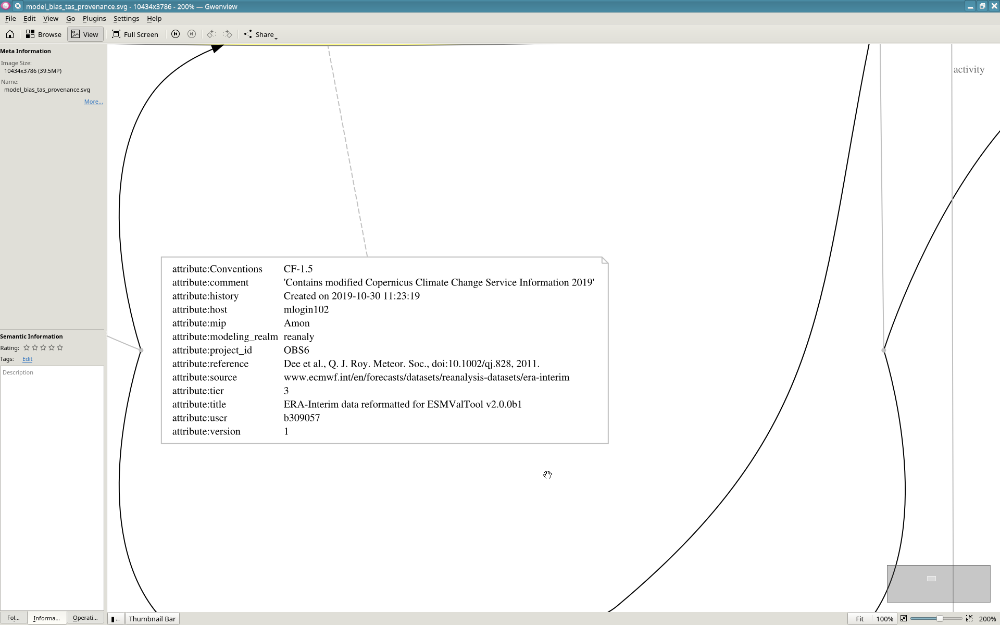 model_bias_tas_provenance.svg - 10434x3786 - 200% — Gwenview
File Edit View Go Plugins Settings Help
Browse View Full Screen Share
Meta Information
Image Size:
10434x3786 (39.5MP)
Name:
model_bias_tas_provenance.svg
More...
activity
attribute:Conventions CF-1.5
attribute:comment 'Contains modified Copernicus Climate Change Service Information 2019'
attribute:history Created on 2019-10-30 11:23:19
attribute:host mlogin102
attribute:mip Amon
attribute:modeling_realm reanaly
attribute:project_id OBS6
attribute:reference Dee et al., Q. J. Roy. Meteor. Soc., doi:10.1002/qj.828, 2011.
attribute:source www.ecmwf.int/en/forecasts/datasets/reanalysis-datasets/era-interim
attribute:tier 3
attribute:title ERA-Interim data reformatted for ESMValTool v2.0.0b1
attribute:user b309057
attribute:version 1
Semantic Information
Rating:
Tags: Edit
Description
Fol... Informa... Operati...
Thumbnail Bar
Fit 100% 200%